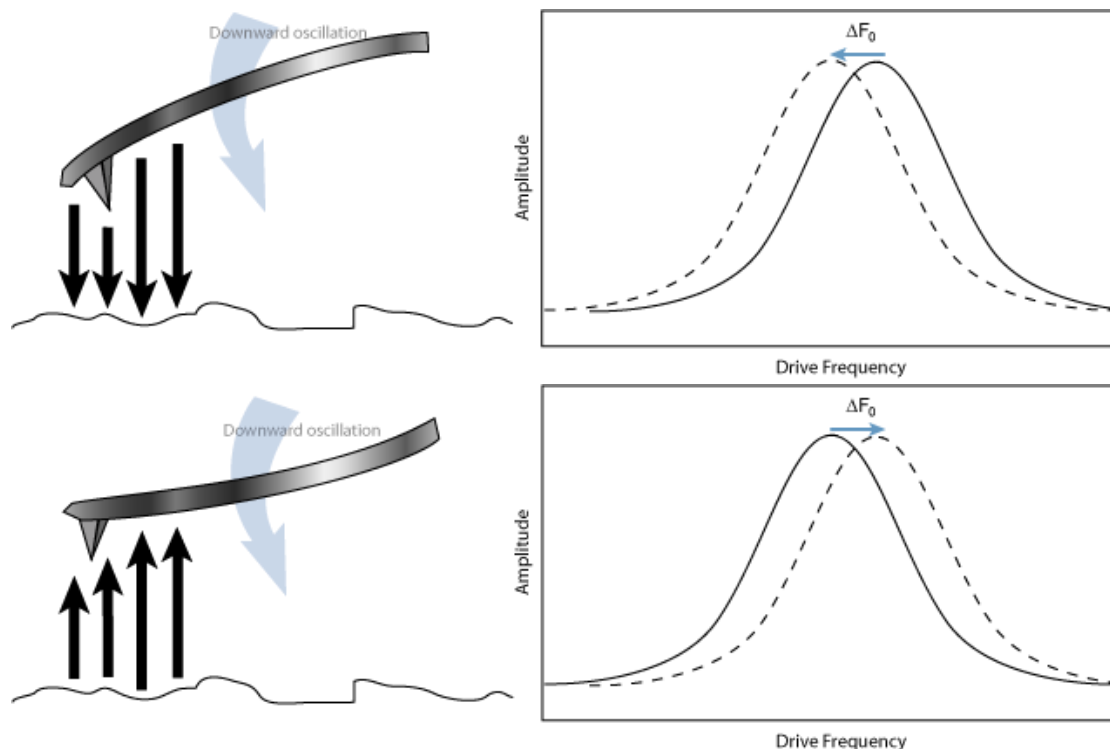 Downward oscillation
ΔF₀
Amplitude
Drive Frequency
Downward oscillation
ΔF₀
Amplitude
Drive Frequency